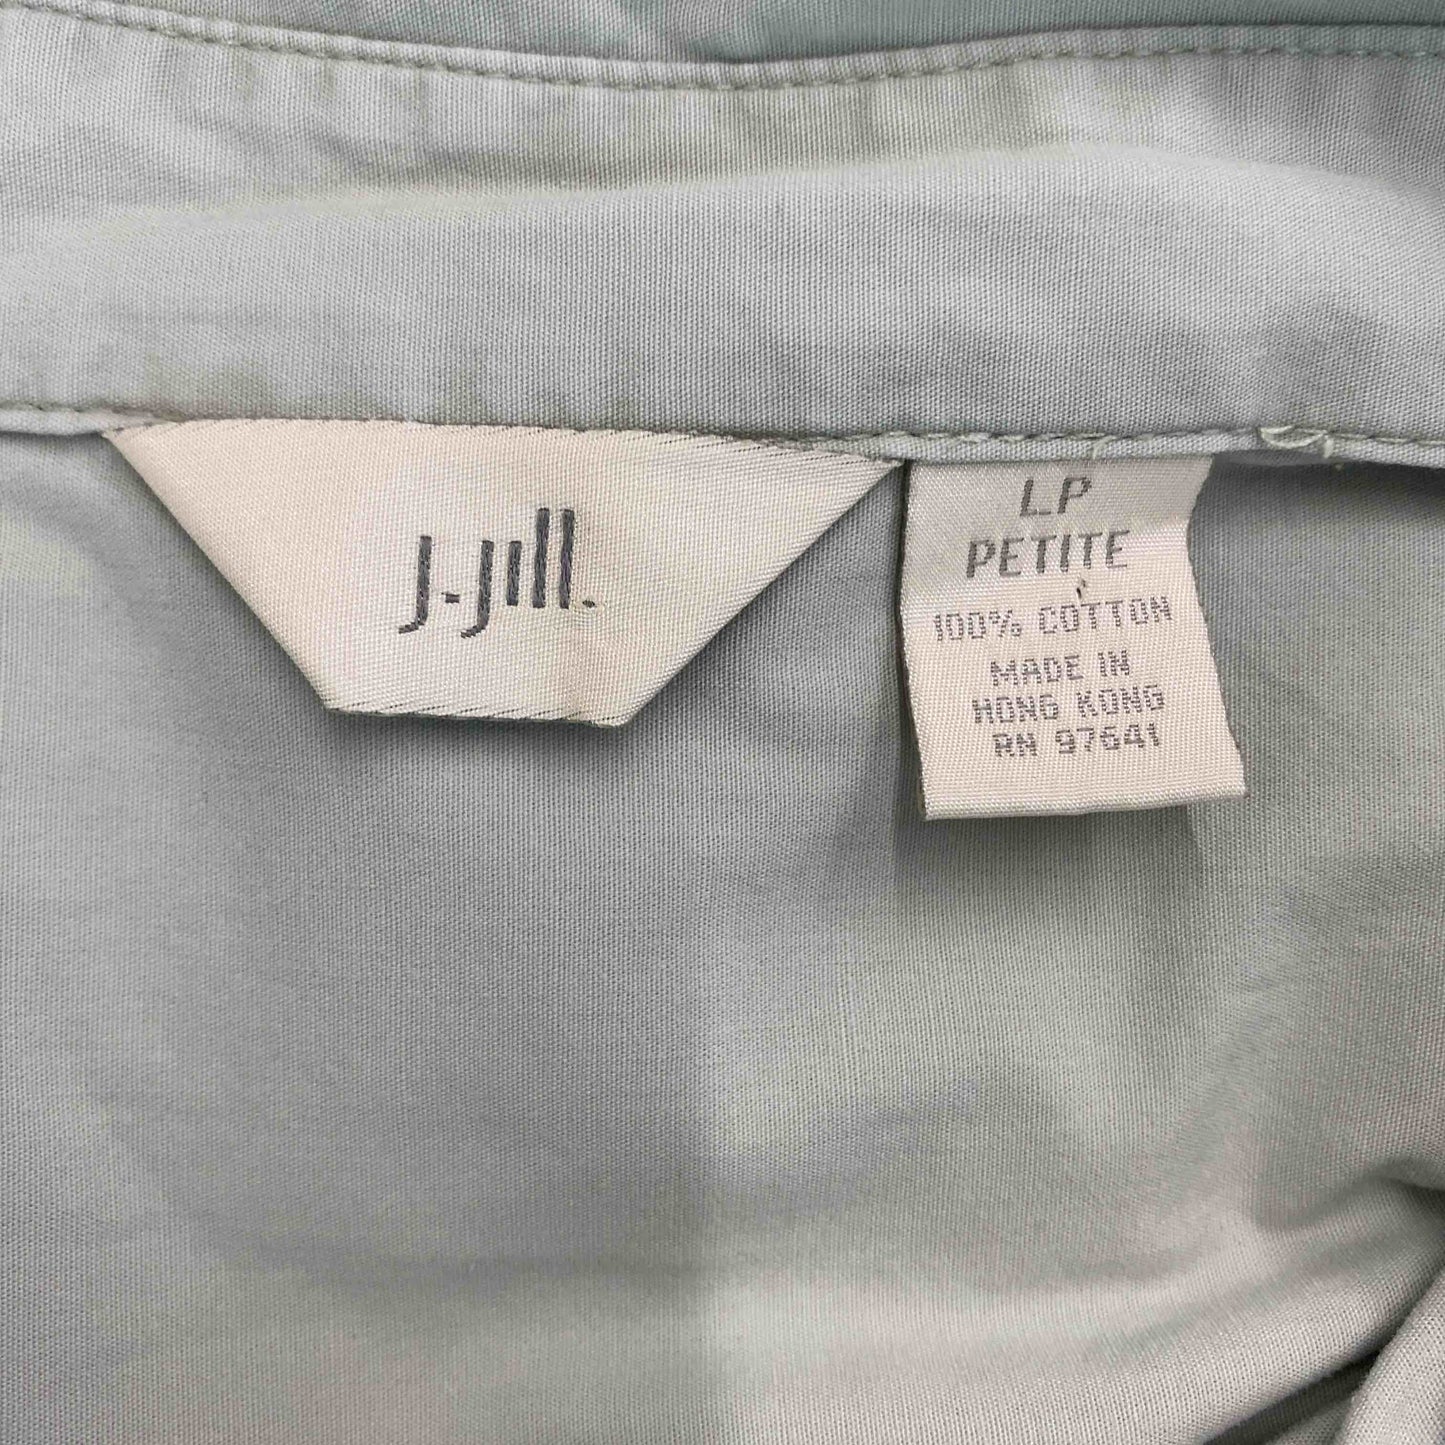 J.Jill.
LP
PETITE
100% COTTON
MADE IN
HONG KONG
RN 97641